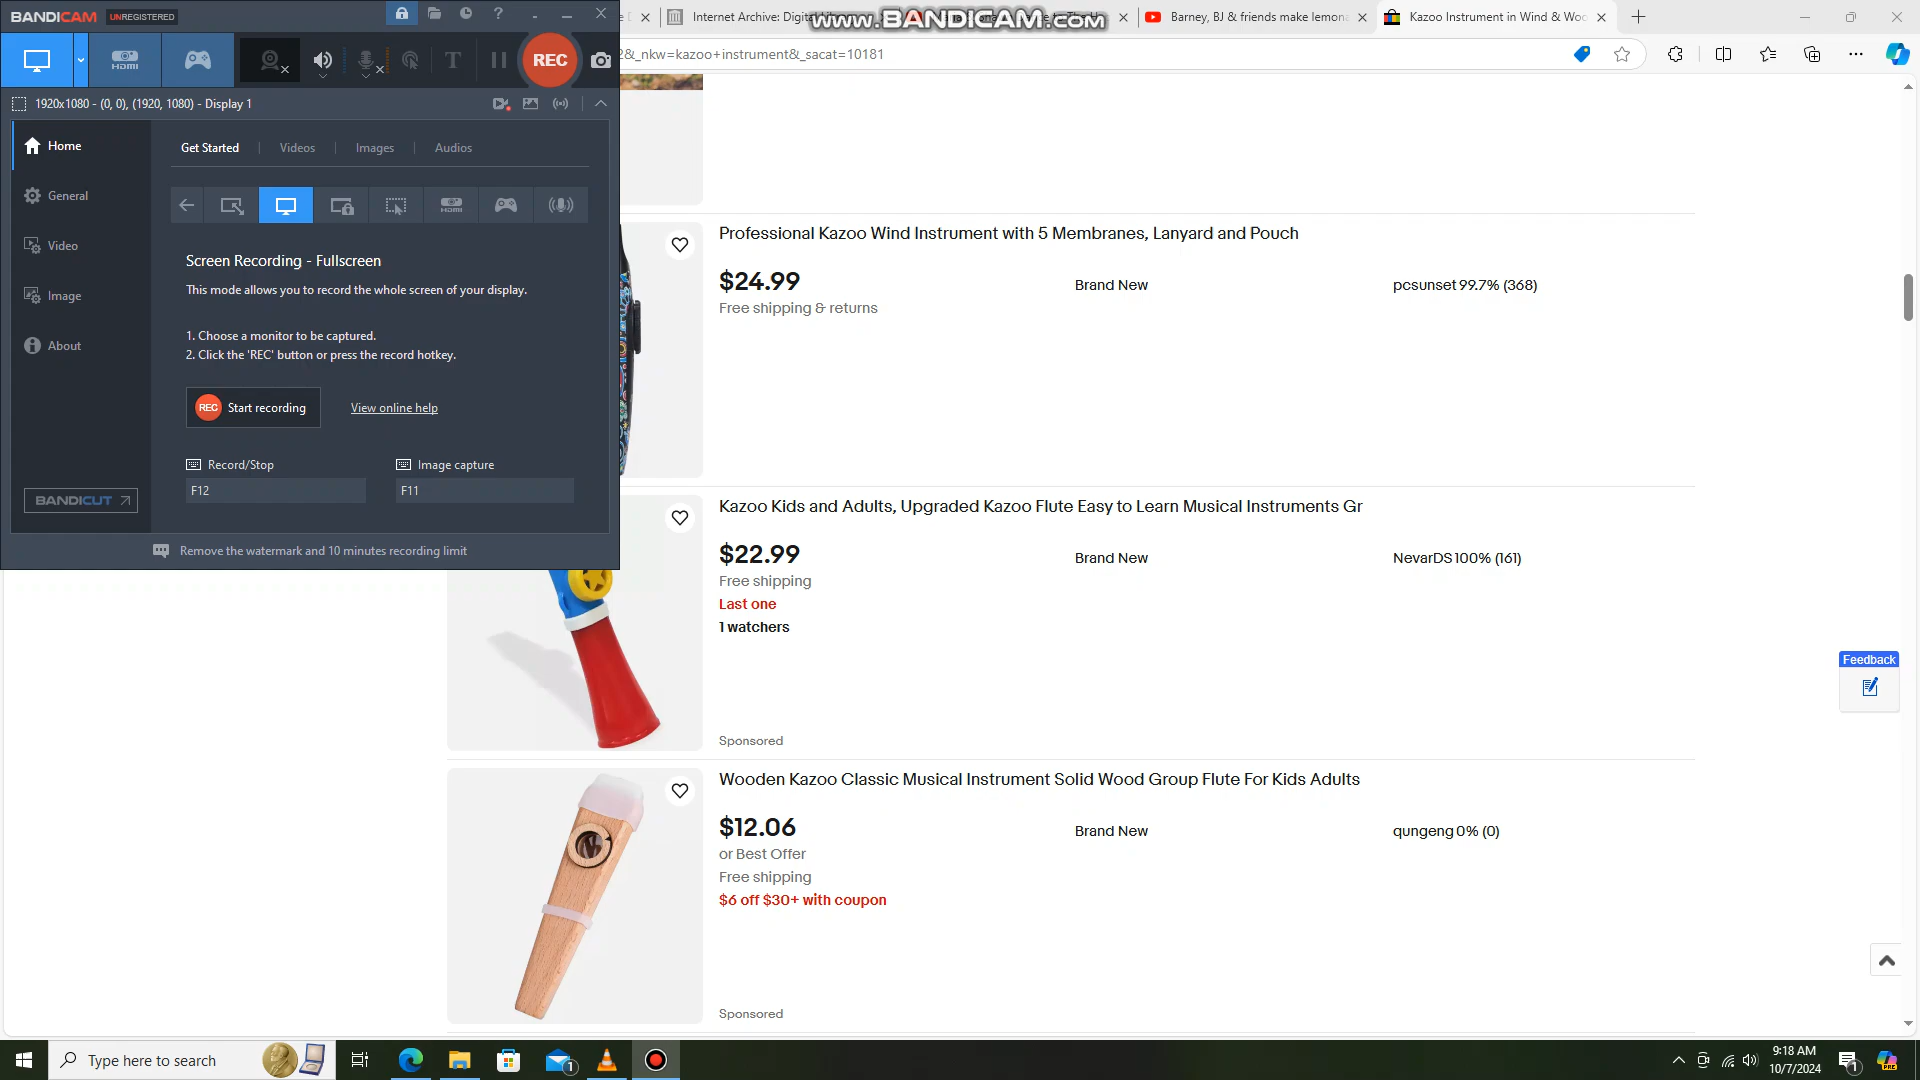 BANDICAM UNREGISTERED
Internet Archive: Digital
www.BANDICAM.com
Barney, BJ & friends make lemona
Kazoo Instrument in Wind & Woo
HDMI
T
REC
2&_nkw=kazoo+instrument&_sacat=10181
1920x1080 - (0, 0), (1920, 1080) - Display 1
Home
General
Video
Image
About
BANDICUT
Get Started
Videos
Images
Audios
HDMI
Screen Recording - Fullscreen
This mode allows you to record the whole screen of your display.
1. Choose a monitor to be captured.
2. Click the 'REC' button or press the record hotkey.
REC Start recording
View online help
Record/Stop
F12
Image capture
F11
Remove the watermark and 10 minutes recording limit
Professional Kazoo Wind Instrument with 5 Membranes, Lanyard and Pouch
$24.99
Free shipping & returns
Brand New
pcsunset 99.7% (368)
Kazoo Kids and Adults, Upgraded Kazoo Flute Easy to Learn Musical Instruments Gr
$22.99
Free shipping
Last one
1 watchers
Brand New
NevarDS 100% (161)
Sponsored
Wooden Kazoo Classic Musical Instrument Solid Wood Group Flute For Kids Adults
$12.06
or Best Offer
Free shipping
$6 off $30+ with coupon
Brand New
qungeng 0% (0)
Sponsored
Feedback
Type here to search
1
9:18 AM
10/7/2024
1
PRE